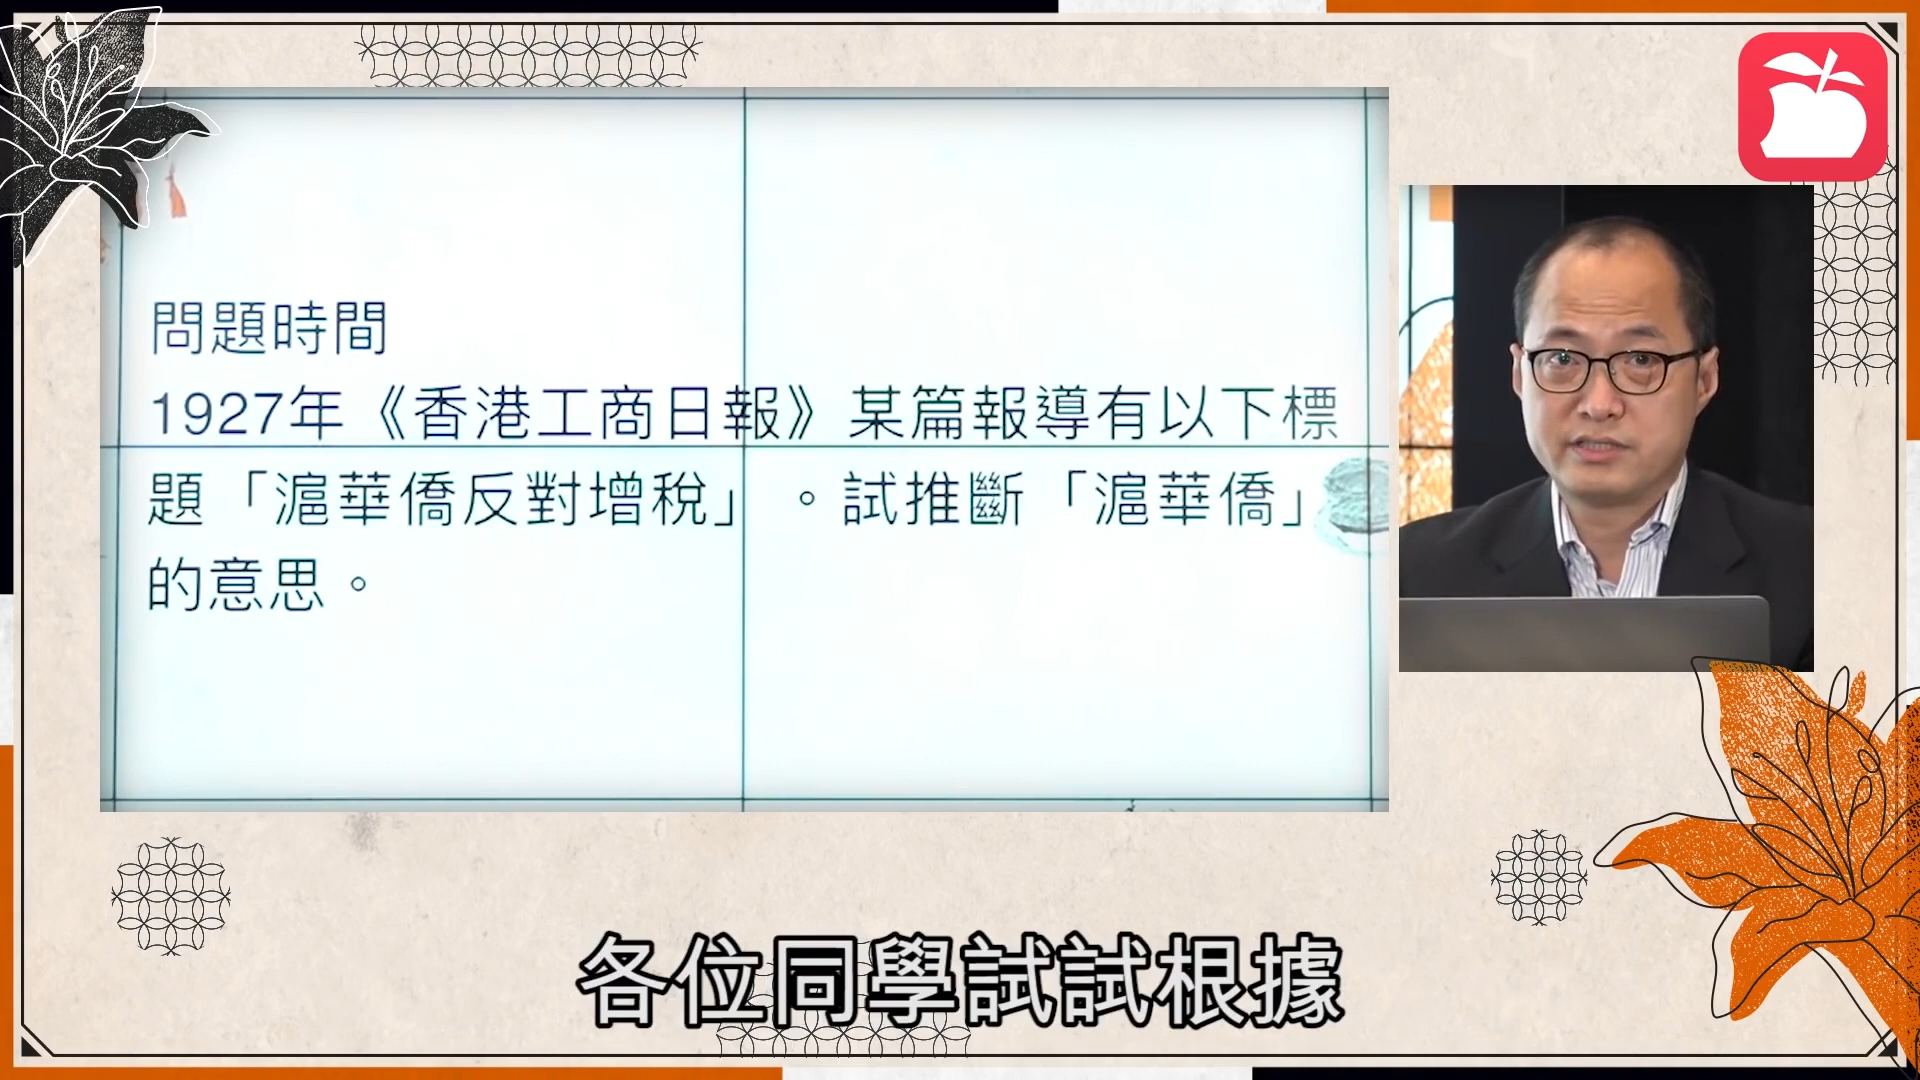 問題時間
1927年《香港工商日報》某篇報導有以下標
題「滬華僑反對增稅」。試推斷「滬華僑」
的意思。
各位同學試試根據